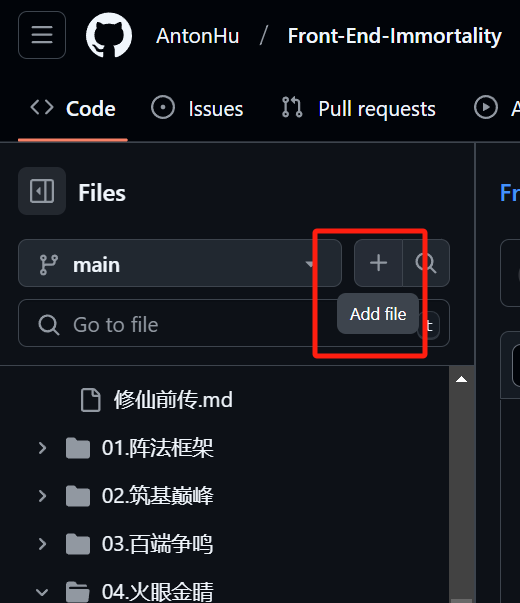 AntonHu / Front-End-Immortality
Code Issues Pull requests
Files
main
Go to file
Add file
修仙前传.md
01.阵法框架
02.筑基巅峰
03.百端争鸣
04.火眼金睛